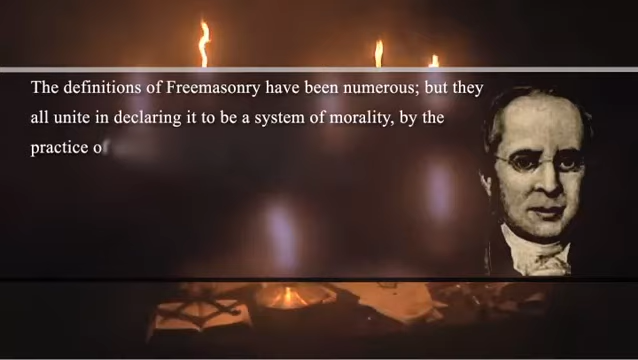 The definitions of Freemasonry have been numerous; but they
all unite in declaring it to be a system of morality, by the
practice of